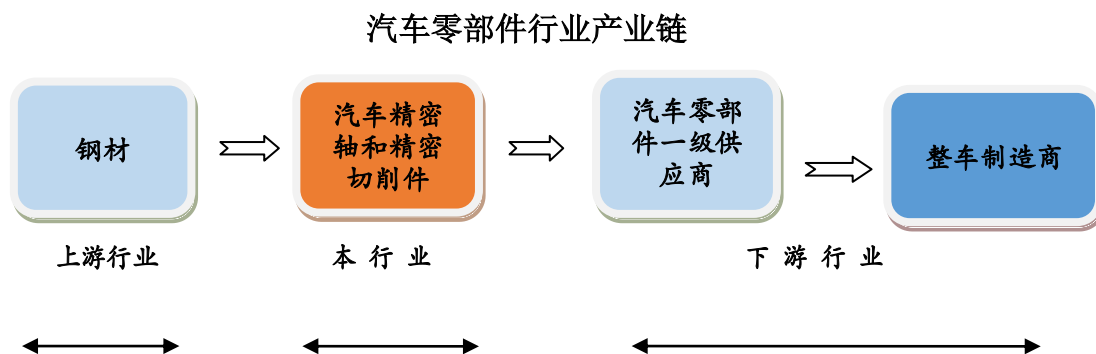 汽车零部件行业产业链
钢材
汽车精密
轴和精密
切削件
汽车零部
件一级供
应商
整车制造商
上游行业
本 行 业
下 游 行 业